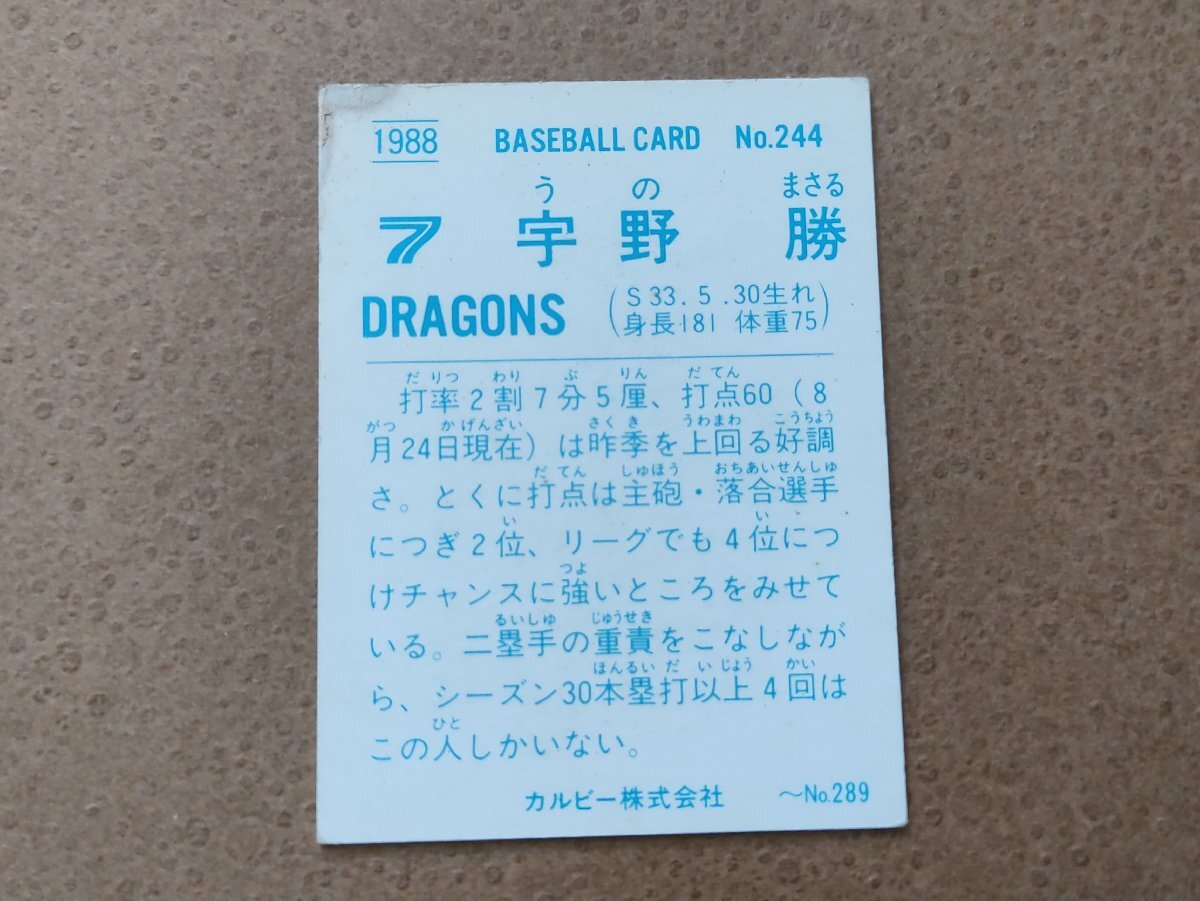 1988 BASEBALL CARD No.244
うの まさる
7 宇野 勝
DRAGONS (S33.5.30生れ
身長181 体重75)
だりつ わり ぶ りん だてん
打率2割7分5厘、打点60（8
がつ かげんざい さくき うわまわ こうちょう
月24日現在）は昨季を上回る好調
だてん しゅほう おちあいせんしゅ
さ。とくに打点は主砲・落合選手
い い
につぎ2位、リーグでも4位につ
つよ
けチャンスに強いところをみせて
るいしゅ じゅうせき
いる。二塁手の重責をこなしなが
ほんるいだいじょう かい
ら、シーズン30本塁打以上4回は
ひと
この人しかいない。
カルビー株式会社 〜No.289